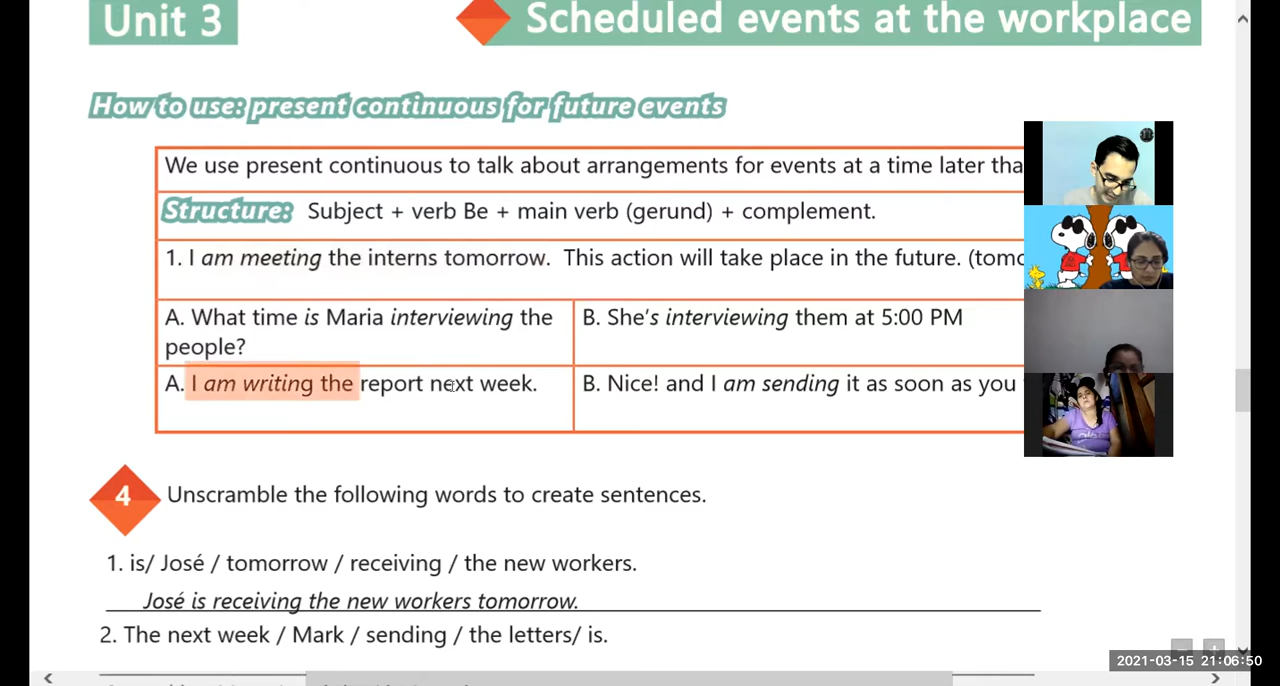 Unit 3
Scheduled events at the workplace
How to use: present continuous for future events
We use present continuous to talk about arrangements for events at a time later tha
Structure: Subject + verb Be + main verb (gerund) + complement.
1. I am meeting the interns tomorrow. This action will take place in the future. (tomo
A. What time is Maria interviewing the
people?
B. She's interviewing them at 5:00 PM
A. I am writing the report next week.
B. Nice! and I am sending it as soon as you
4
Unscramble the following words to create sentences.
1. is/ José / tomorrow / receiving / the new workers.
José is receiving the new workers tomorrow.
2. The next week / Mark / sending / the letters/ is.
2021-03-15 21:06:50